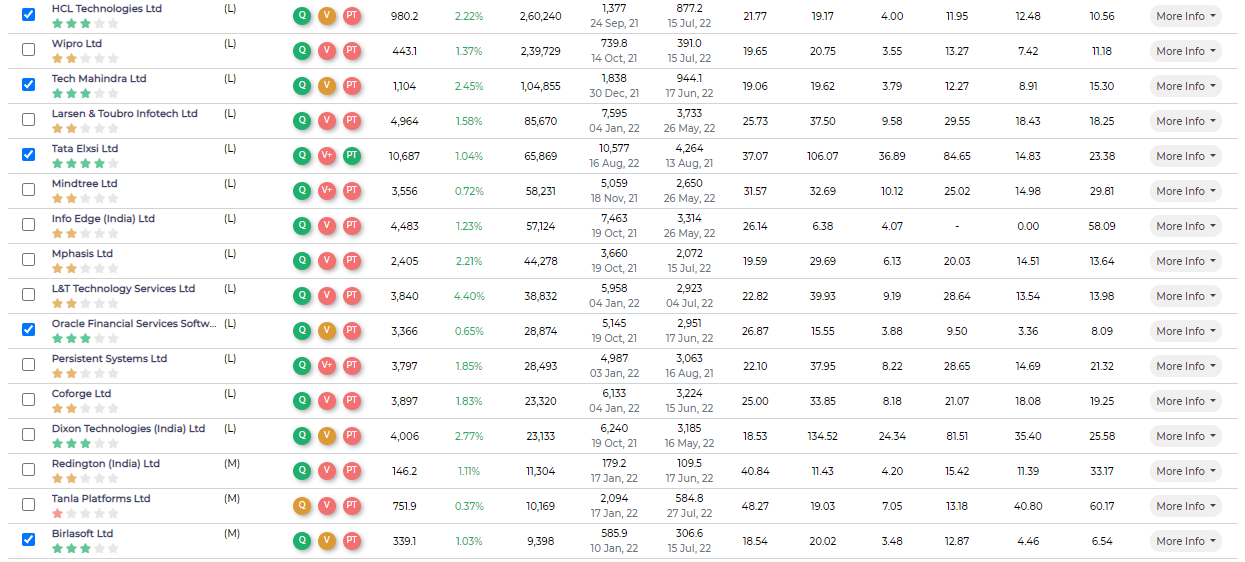 HCL Technologies Ltd (L) Q V PT 980.2 2.22% 2,60,240 1,377 877.2 21.77 19.17 4.00 11.95 12.48 10.56 More Info
24 Sep, 21 15 Jul, 22
Wipro Ltd (L) Q V PT 443.1 1.37% 2,39,729 739.8 391.0 19.65 20.75 3.55 13.27 7.42 11.18 More Info
14 Oct, 21 15 Jul, 22
Tech Mahindra Ltd (L) Q V PT 1,104 2.45% 1,04,855 1,838 944.1 19.06 19.62 3.79 12.27 8.91 15.30 More Info
30 Dec, 21 17 Jun, 22
Larsen & Toubro Infotech Ltd (L) Q V PT 4,964 1.58% 85,670 7,595 3,733 25.73 37.50 9.58 29.55 18.43 18.25 More Info
04 Jan, 22 26 May, 22
Tata Elxsi Ltd (L) Q V+ PT 10,687 1.04% 65,869 10,577 4,264 37.07 106.07 36.89 84.65 14.83 23.38 More Info
16 Aug, 22 13 Aug, 21
Mindtree Ltd (L) Q V+ PT 3,556 0.72% 58,231 5,059 2,650 31.57 32.69 10.12 25.02 14.98 29.81 More Info
18 Nov, 21 26 May, 22
Info Edge (India) Ltd (L) Q V PT 4,483 1.23% 57,124 7,463 3,314 26.14 6.38 4.07 - 0.00 58.09 More Info
19 Oct, 21 26 May, 22
Mphasis Ltd (L) Q V PT 2,405 2.21% 44,278 3,660 2,072 19.59 29.69 6.13 20.03 14.51 13.64 More Info
19 Oct, 21 15 Jul, 22
L&T Technology Services Ltd (L) Q V PT 3,840 4.40% 38,832 5,958 2,923 22.82 39.93 9.19 28.64 13.54 13.98 More Info
04 Jan, 22 04 Jul, 22
Oracle Financial Services Softw... (L) Q V PT 3,366 0.65% 28,874 5,145 2,951 26.87 15.55 3.88 9.50 3.36 8.09 More Info
19 Oct, 21 17 Jun, 22
Persistent Systems Ltd (L) Q V+ PT 3,797 1.85% 28,493 4,987 3,063 22.10 37.95 8.22 28.65 14.69 21.32 More Info
03 Jan, 22 16 Aug, 21
Coforge Ltd (L) Q V PT 3,897 1.83% 23,320 6,133 3,224 25.00 33.85 8.18 21.07 18.08 19.25 More Info
04 Jan, 22 15 Jun, 22
Dixon Technologies (India) Ltd (L) Q V PT 4,006 2.77% 23,133 6,240 3,185 18.53 134.52 24.34 81.51 35.40 25.58 More Info
19 Oct, 21 16 May, 22
Redington (India) Ltd (M) Q V PT 146.2 1.11% 11,304 179.2 109.5 40.84 11.43 4.20 15.42 11.39 33.17 More Info
17 Jan, 22 17 Jun, 22
Tanla Platforms Ltd (M) Q V PT 751.9 0.37% 10,169 2,094 584.8 48.27 19.03 7.05 13.18 40.80 60.17 More Info
17 Jan, 22 27 Jul, 22
Birlasoft Ltd (M) Q V PT 339.1 1.03% 9,398 585.9 306.6 18.54 20.02 3.48 12.87 4.46 6.54 More Info
10 Jan, 22 15 Jul, 22